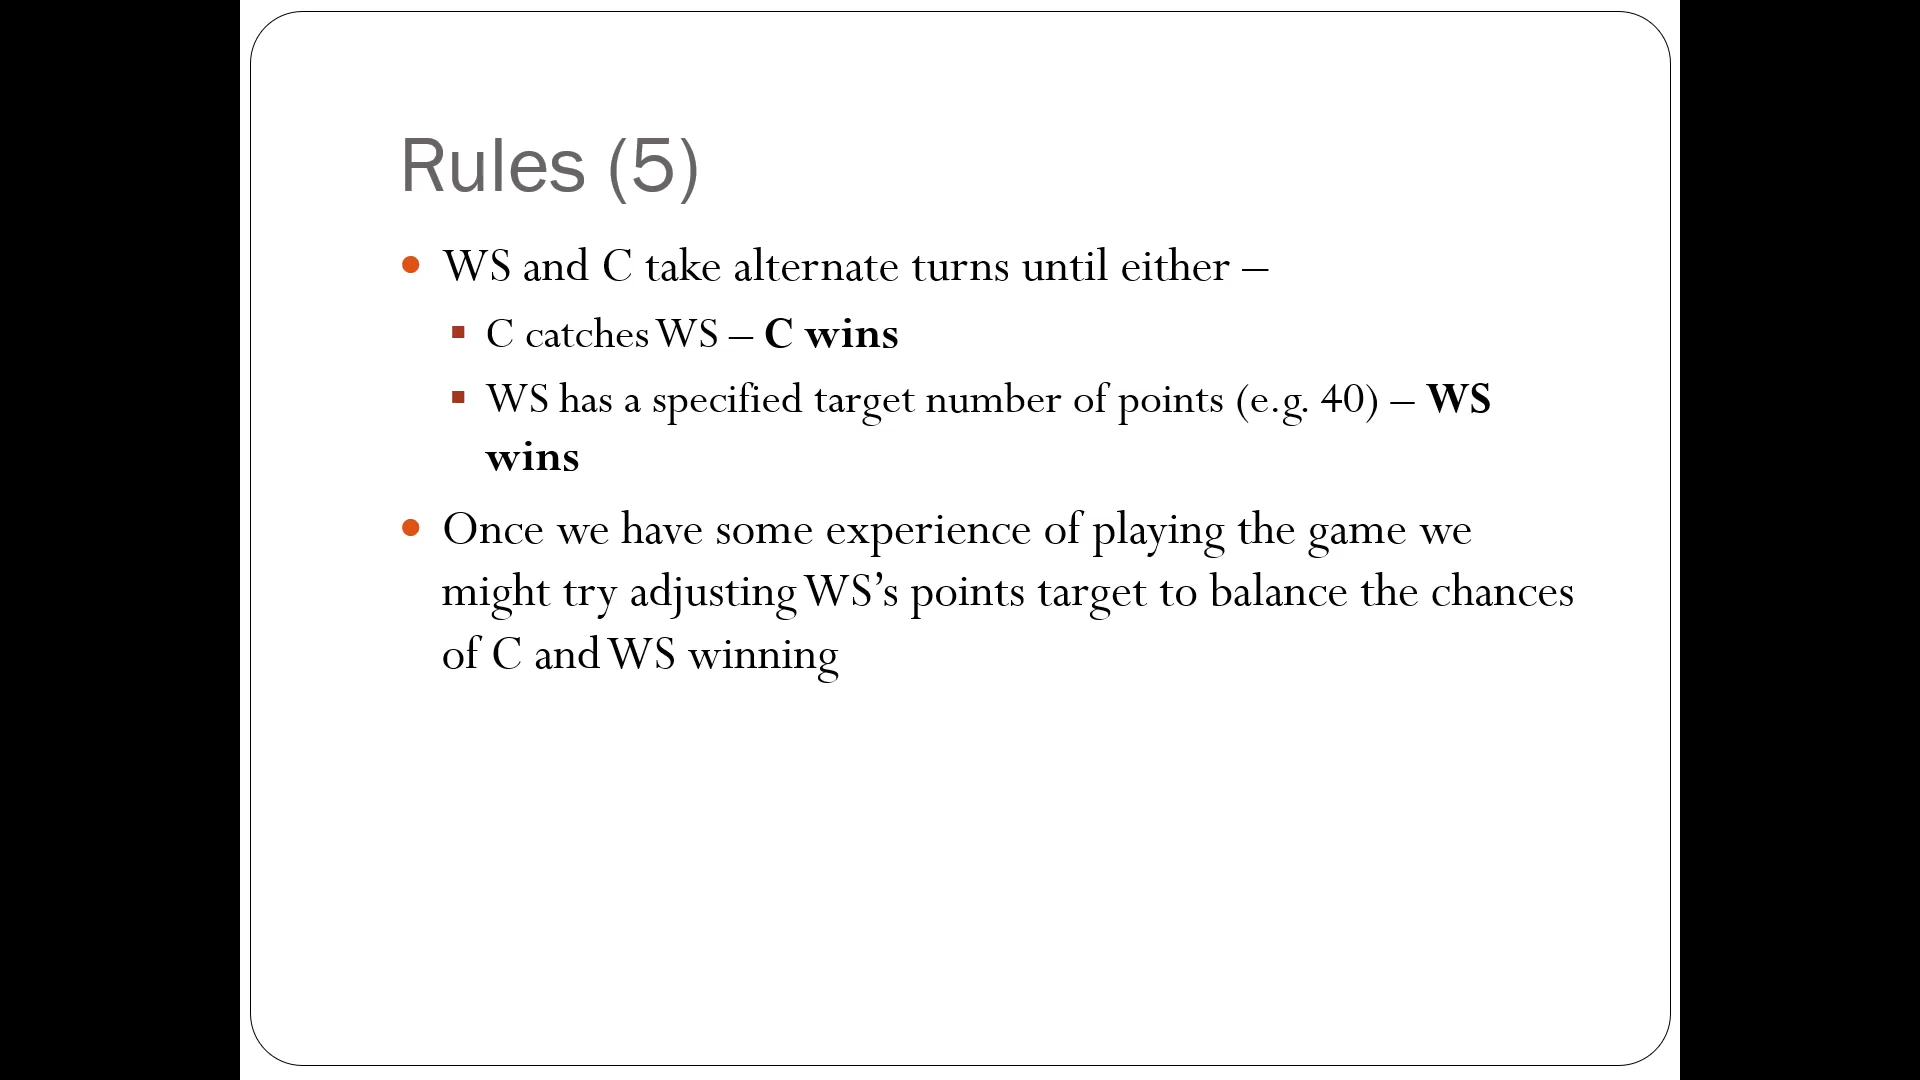 Rules (5)
WS and C take alternate turns until either –
C catches WS – C wins
WS has a specified target number of points (e.g. 40) – WS
wins
Once we have some experience of playing the game we
might try adjusting WS’s points target to balance the chances
of C and WS winning